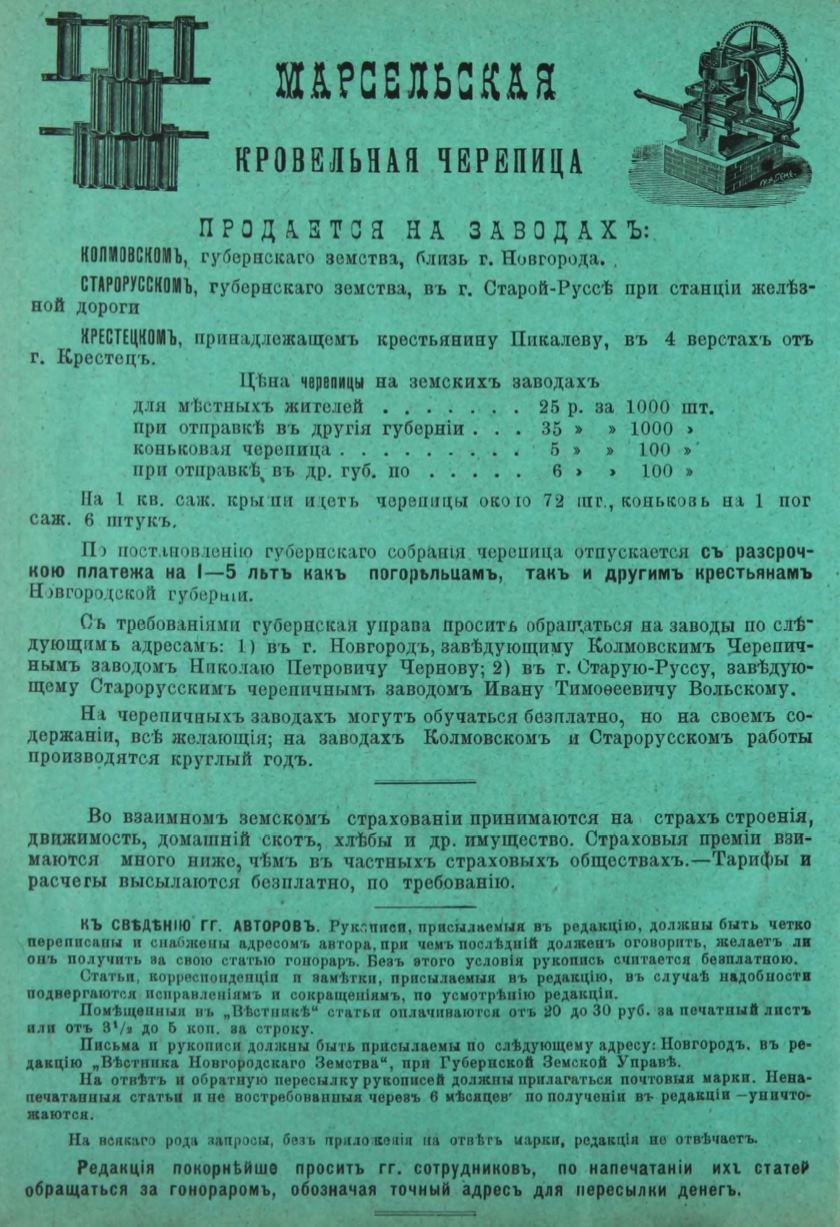 МАРСЕЛЬСКАЯ
КРОВЕЛЬНАЯ ЧЕРЕПИЦА
ПРОДАЕТСЯ НА ЗАВОДАХЪ:
КОЛМОВСКОМЪ, губернскаго земства, близь г. Новгорода.
СТАРОРУССКОМЪ, губернскаго земства, въ г. Старой-Руссѣ при станціи желѣз-
ной дороги
КРЕСТЕЦКОМЪ, принадлежащемъ крестьянину Пикалеву, въ 4 верстахъ отъ
г. Крестецъ.
Цѣна черепицы на земскихъ заводахъ
для мѣстныхъ жителей . . . . . . . 25 р. за 1000 шт.
при отправкѣ въ другія губерніи . . . 35 » » 1000 »
коньковая черепица . . . . . . . . . 5 » » 100 »
при отправкѣ въ др. губ. по . . . . . 6 » » 100 »
На 1 кв. саж. крыши идетъ черепицы около 72 шт., коньковъ на 1 пог
саж. 6 штукъ.
По постановленію губернскаго собранія черепица отпускается съ разсроч-
кою платежа на 1—5 лѣтъ какъ погорѣльцамъ, такъ и другимъ крестьянамъ
Новгородской губерніи.
Съ требованіями губернская управа проситъ обращаться на заводы по слѣ-
дующимъ адресамъ: 1) въ г. Новгородъ, завѣдующему Колмовскимъ Черепич-
нымъ заводомъ Николаю Петровичу Чернову; 2) въ г. Старую-Руссу, завѣдую-
щему Старорусскимъ черепичнымъ заводомъ Ивану Тимоѳеевичу Вольскому.
На черепичныхъ заводахъ могутъ обучаться безплатно, но на своемъ со-
держаніи, всѣ желающія; на заводахъ Колмовскомъ и Старорусскомъ работы
производятся круглый годъ.
Во взаимномъ земскомъ страхованіи принимаются на страхъ строенія,
движимость, домашній скотъ, хлѣбы и др. имущество. Страховыя преміи взи-
маются много ниже, чѣмъ въ частныхъ страховыхъ обществахъ.—Тарифы и
расчеты высылаются безплатно, по требованію.
КЪ СВѢДѢНІЮ ГГ. АВТОРОВЪ. Рукописи, присылаемыя въ редакцію, должны быть четко
переписаны и снабжены адресомъ автора, при чемъ послѣдній долженъ оговорить, желаетъ ли
онъ получить за свою статью гонораръ. Безъ этого условія рукопись считается безплатною.
Статьи, корреспонденціи и замѣтки, присылаемыя въ редакцію, въ случаѣ надобности
подвергаются исправленіямъ и сокращеніямъ, по усмотрѣнію редакціи.
Помѣщенныя въ „Вѣстникѣ“ статьи оплачиваются отъ 20 до 30 руб. за печатный листъ
или отъ 3½ до 5 коп. за строку.
Письма и рукописи должны быть присылаемы по слѣдующему адресу: Новгородъ, въ ре-
дакцію „Вѣстника Новгородскаго Земства“, при Губернской Земской Управѣ.
На отвѣтъ и обратную пересылку рукописей должны прилагаться почтовыя марки. Нена-
печатанныя статьи и не востребованныя черезъ 6 мѣсяцевъ по полученіи въ редакціи —уничто-
жаются.
На всякаго рода запросы, безъ приложенія на отвѣтъ марки, редакція не отвѣчаетъ.
Редакція покорнѣйше проситъ гг. сотрудниковъ, по напечатаніи ихъ статей
обращаться за гонораромъ, обозначая точный адресъ для пересылки денегъ.